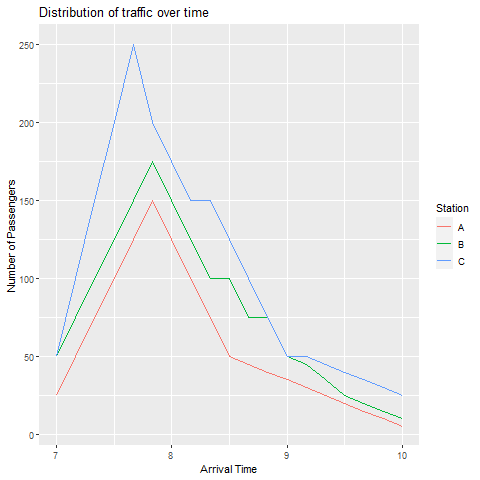 Distribution of traffic over time
Number of Passengers
250
200
150
100
50
0
7
8
9
10
Arrival Time
Station
A
B
C